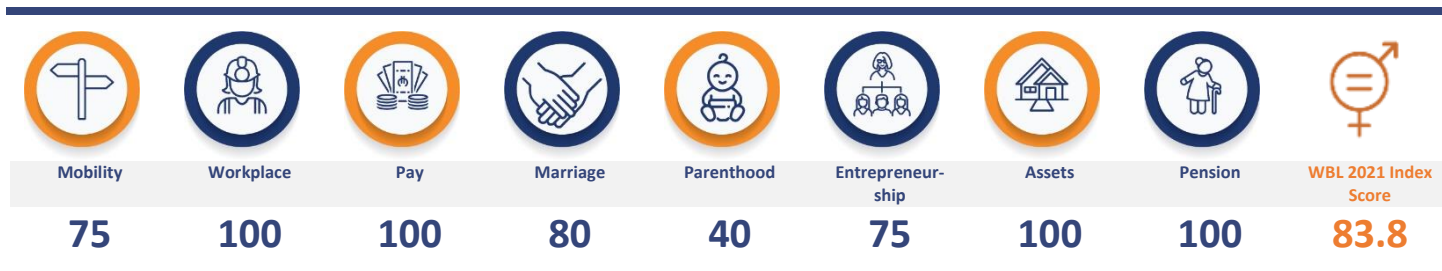 Mobility
Workplace
Pay
Marriage
Parenthood
Entrepreneur-
ship
Assets
Pension
WBL 2021 Index
Score
75
100
100
80
40
75
100
100
83.8